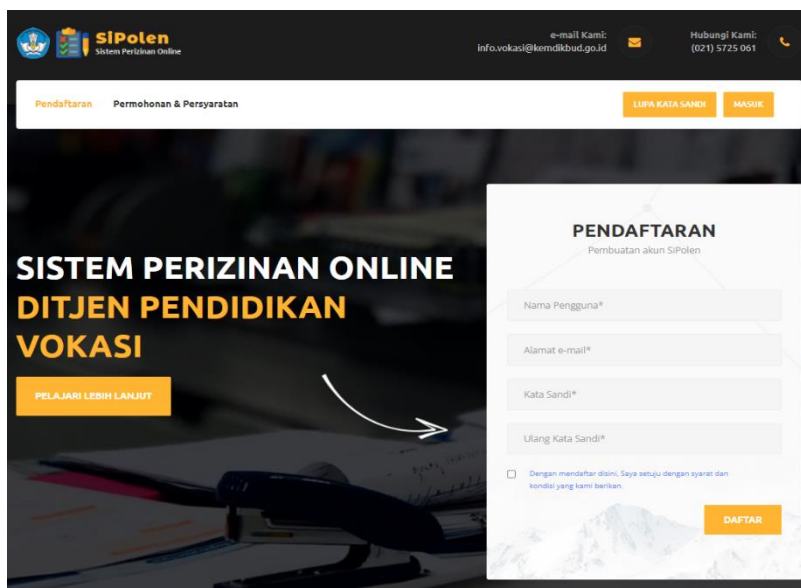 SiPolen
Sistem Perizinan Online
e-mail Kami:
info.vokasi@kemdikbud.go.id
Hubungi Kami:
(021) 5725 061
Pendaftaran
Permohonan & Persyaratan
LUPA KATA SANDI
MASUK
SISTEM PERIZINAN ONLINE
DITJEN PENDIDIKAN
VOKASI
PELAJARI LEBIH LANJUT
PENDAFTARAN
Pembuatan akun SiPolen
Nama Pengguna*
Alamat e-mail*
Kata Sandi*
Ulang Kata Sandi*
Dengan mendaftar disini, Saya setuju dengan syarat dan
kondisi yang kami berikan.
DAFTAR